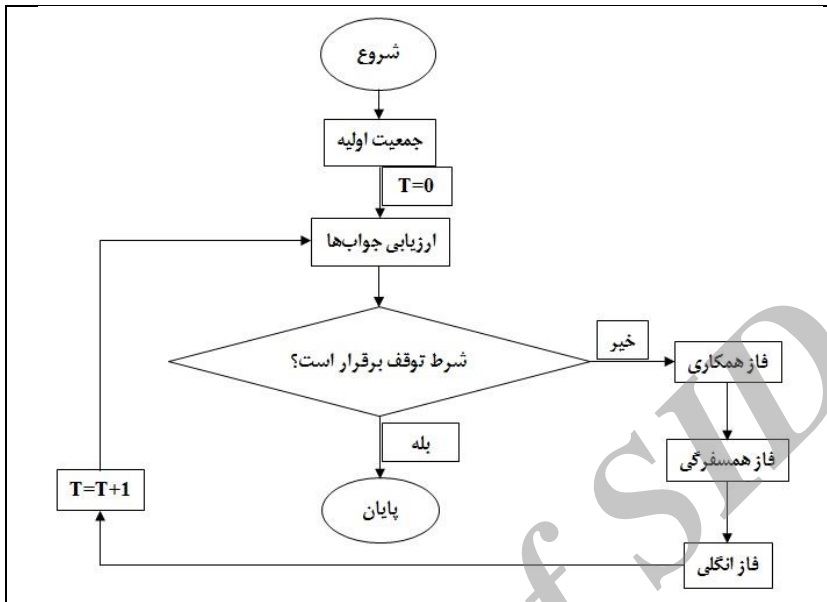 شروع
جمعیت اولیه
T=0
ارزیابی جواب‌ها
شرط توقف برقرار است؟
خیر
فاز همکاری
بله
فاز همسفرگی
T=T+1
پایان
فاز انگلی
f SID